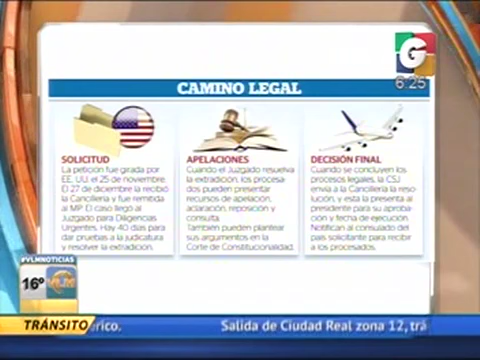 G
6:25
CAMINO LEGAL
SOLICITUD
La petición fue girada por
EE. UU. el 25 de noviembre.
El 27 de diciembre la recibió
la Cancillería y fue remitida
al MP. El caso llegó al
Juzgado para Diligencias
Urgentes. Hay 40 días para
dar pruebas a la judicatura
y resolver la extradición.
APELACIONES
Cuando el Juzgado resuelva
la extradición, los procesa
dos pueden presentar
recursos de apelación,
aclaración, reposición y
consulta.
También pueden plantear
sus argumentos en la
Corte de Constitucionalidad.
DECISIÓN FINAL
Cuando se concluyen los
procesos legales, la CSJ
envía a la Cancillería la reso
lución, y esta la presenta al
presidente para su aproba
ción y fecha de ejecución.
Notifican al consulado del
país solicitante para recibir
a los procesados.
#VLMNOTICIAS
16º
VLM
TRÁNSITO
érico.
Salida de Ciudad Real zona 12, trá